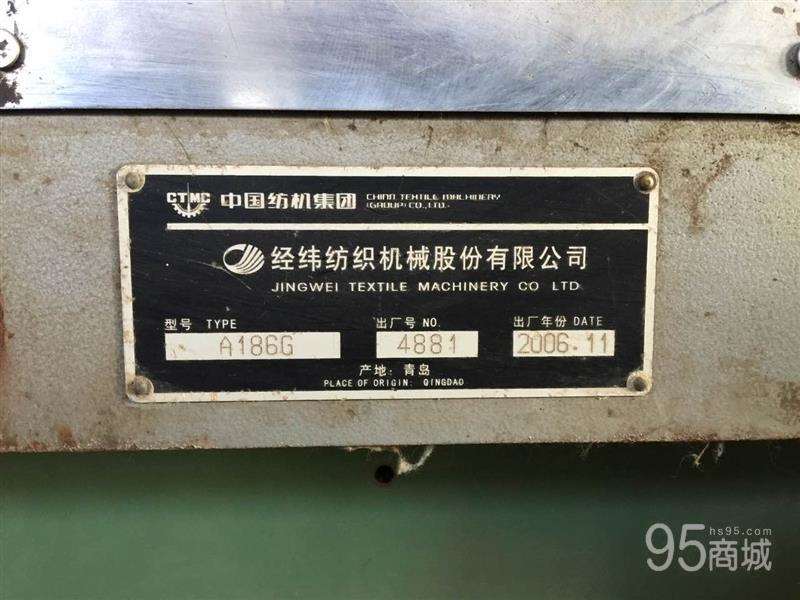 CTMC 中国纺机集团 CHINA TEXTILE MACHINERY
(GROUP) CO., LTD.
经纬纺织机械股份有限公司
JINGWEI TEXTILE MACHINERY CO LTD
型号 TYPE 出厂号 NO. 出厂年份 DATE
A186G 4881 2006.11
产地: 青岛
PLACE OF ORIGIN: QINGDAO
hs95.com
95商城